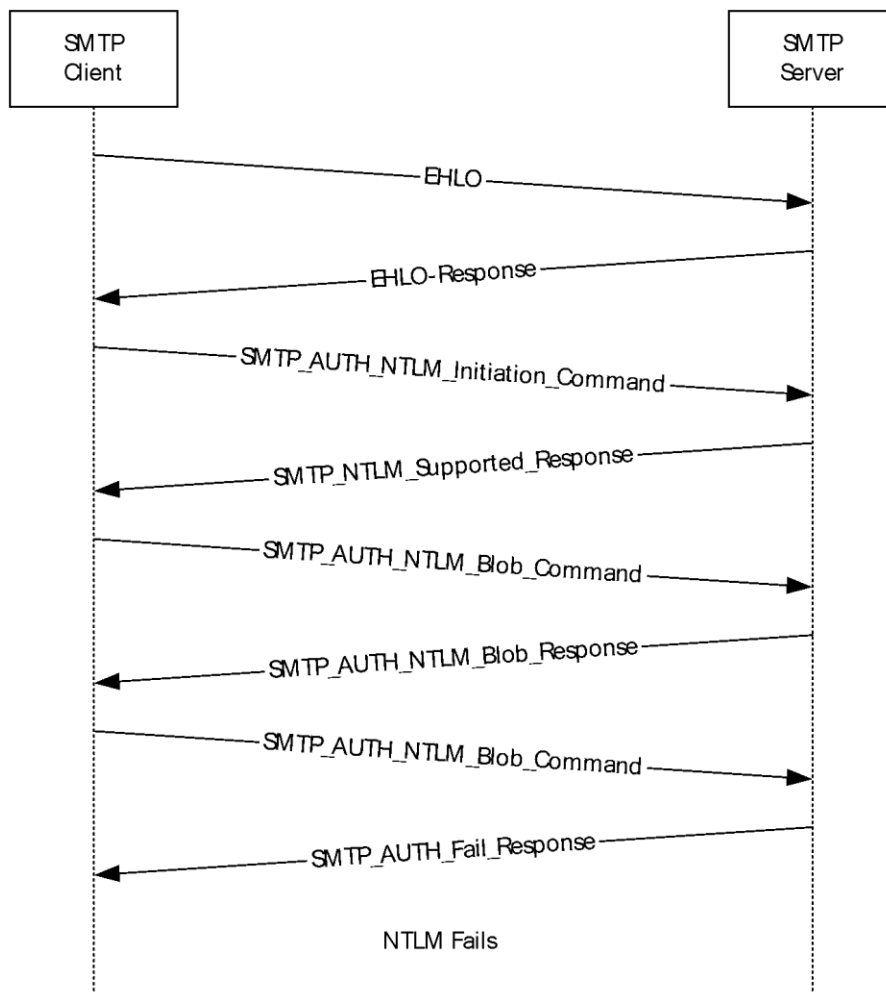 SMTP
Client
SMTP
Server
EHLO
EHLO-Response
SMTP_AUTH_NTLM_Initiation_Command
SMTP_NTLM_Supported_Response
SMTP_AUTH_NTLM_Blob_Command
SMTP_AUTH_NTLM_Blob_Response
SMTP_AUTH_NTLM_Blob_Command
SMTP_AUTH_Fail_Response
NTLM Fails